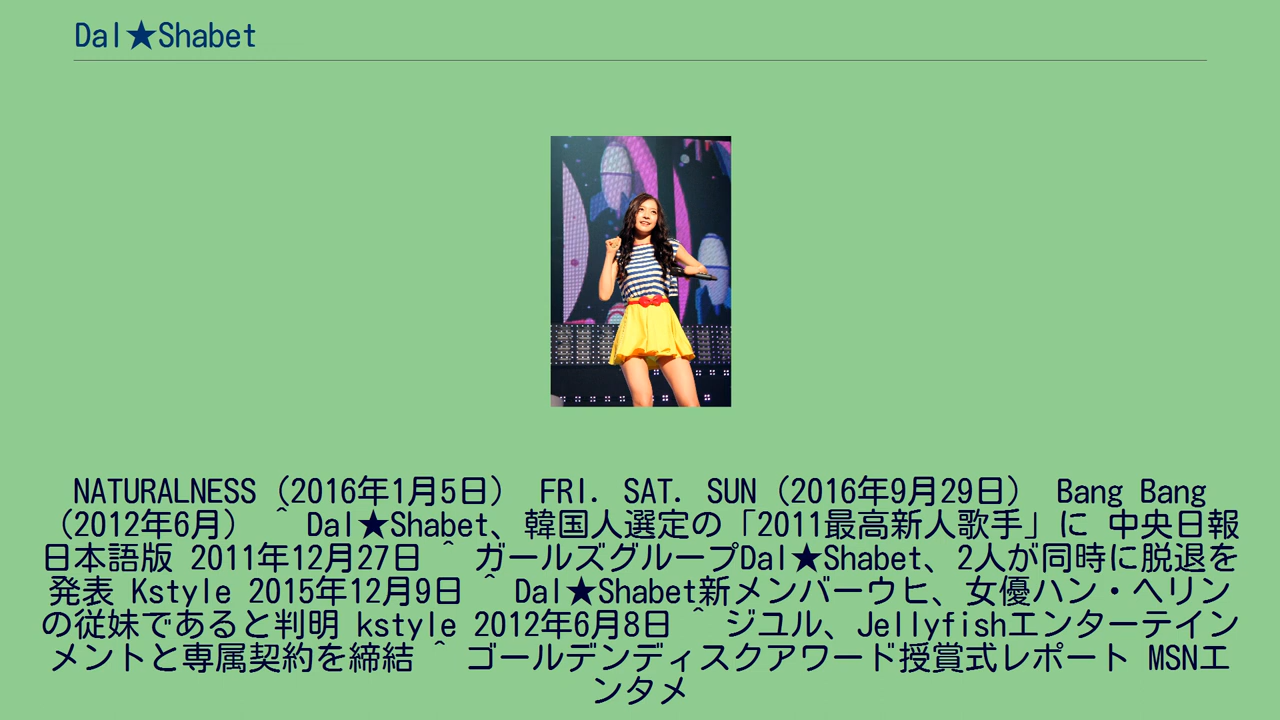 Dal★Shabet
NATURALNESS (2016年1月5日) FRI. SAT. SUN (2016年9月29日) Bang Bang
(2012年6月) ^ Dal★Shabet、韓国人選定の「2011最高新人歌手」に 中央日報
日本語版 2011年12月27日 ^ ガールズグループDal★Shabet、2人が同時に脱退を
発表 Kstyle 2015年12月9日 ^ Dal★Shabet新メンバーウヒ、女優ハン・ヘリン
の従妹であると判明 kstyle 2012年6月8日 ^ ジユル、Jellyfishエンターテイン
メントと専属契約を締結 ^ ゴールデンディスクアワード授賞式レポート MSNエ
ンタメ